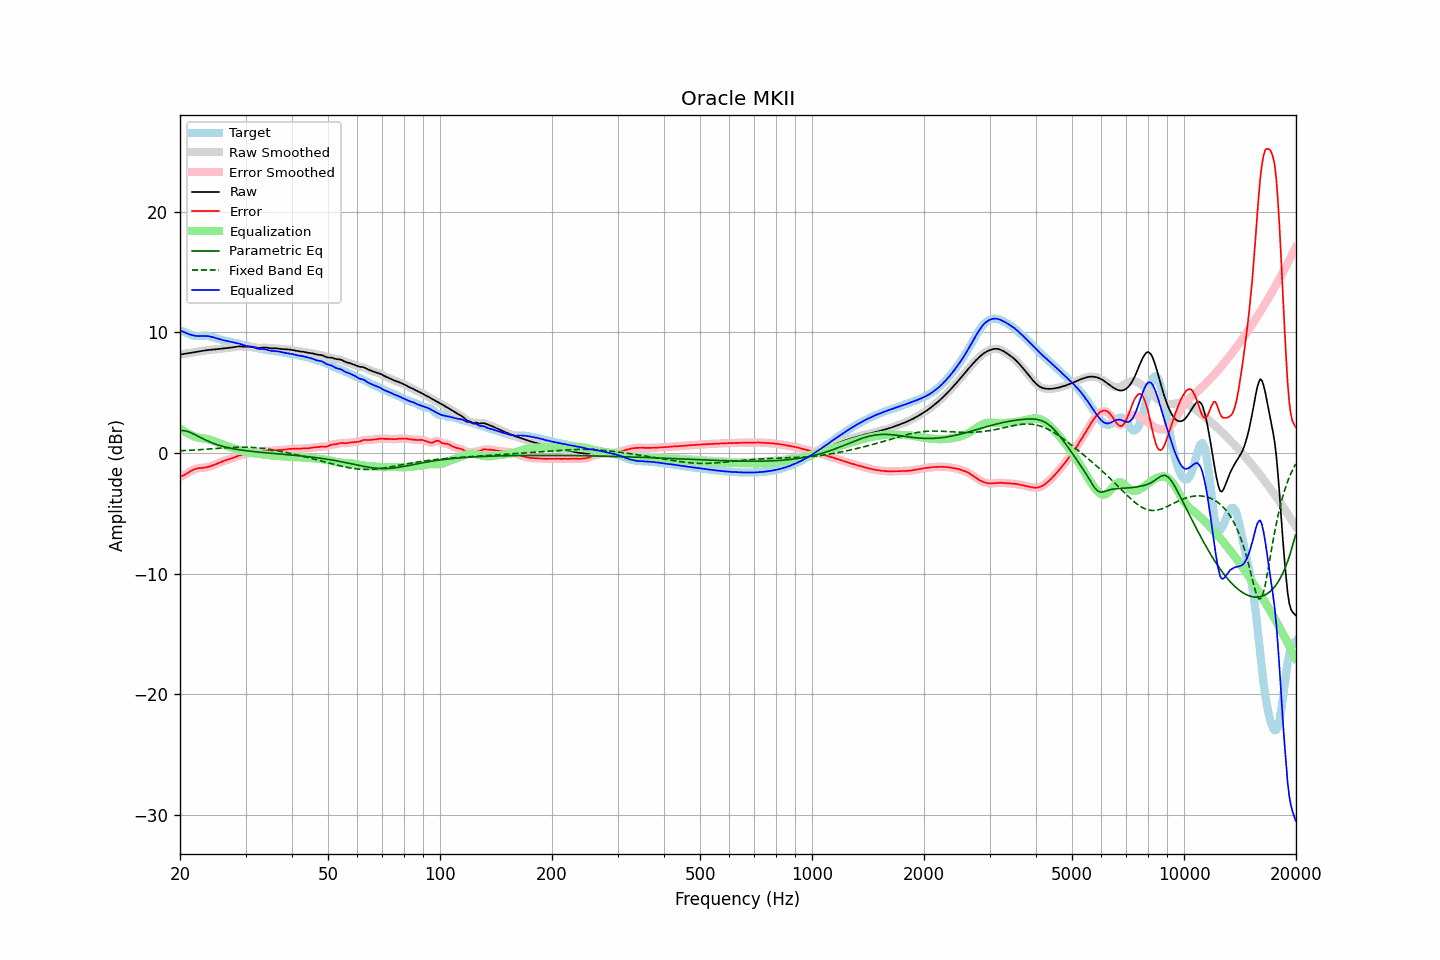 Oracle MKII
Target
Raw Smoothed
Error Smoothed
Raw
Error
Equalization
Parametric Eq
Fixed Band Eq
Equalized
20
10
0
−10
−20
−30
Amplitude (dBr)
20 50 100 200 500 1000 2000 5000 10000 20000
Frequency (Hz)